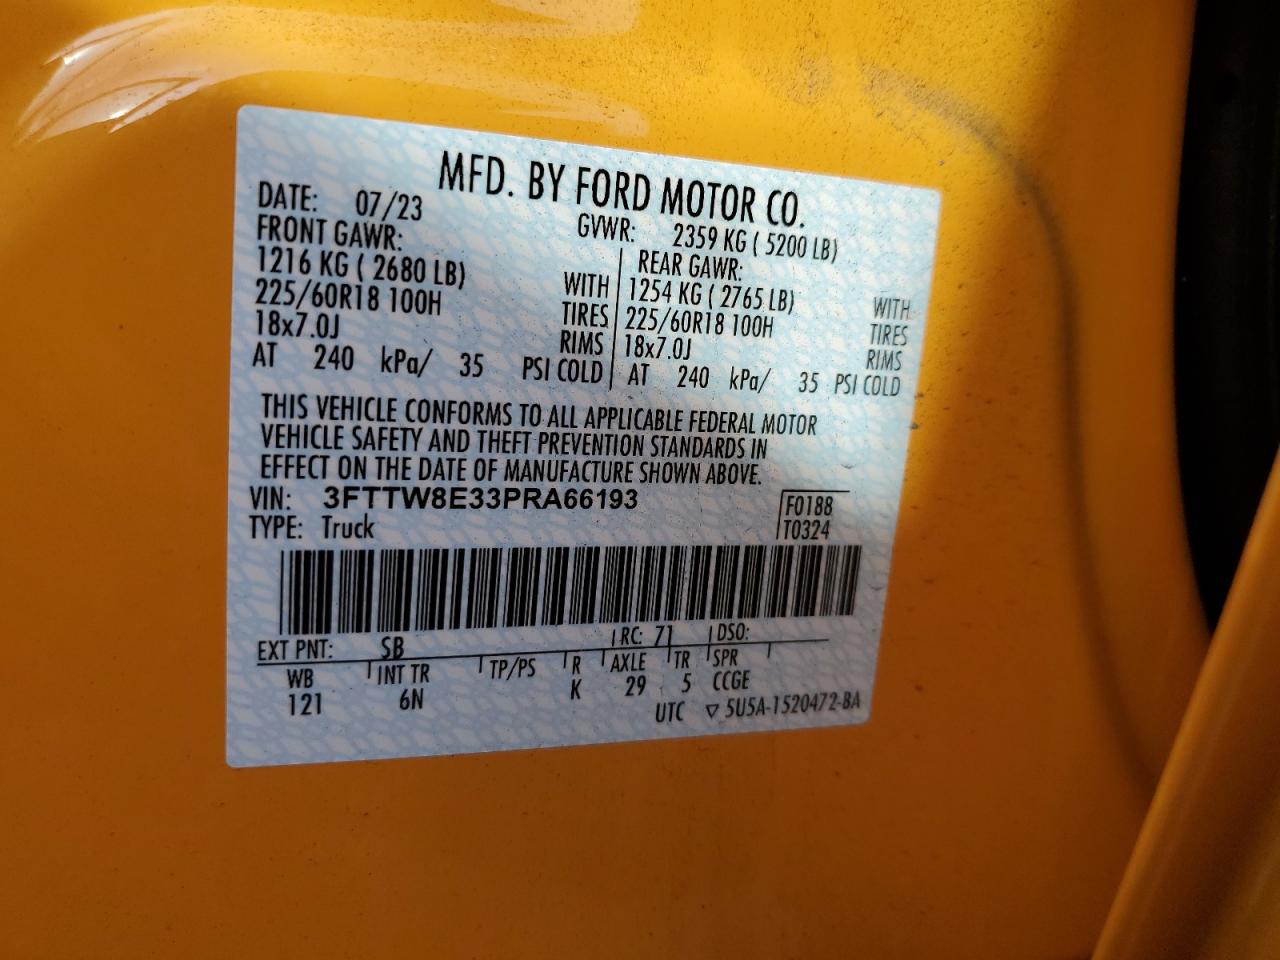 MFD. BY FORD MOTOR CO.
DATE: 07/23 GVWR: 2359 KG ( 5200 LB)
FRONT GAWR: REAR GAWR:
1216 KG ( 2680 LB) WITH 1254 KG ( 2765 LB) WITH
225/60R18 100H TIRES 225/60R18 100H TIRES
18x7.0J RIMS 18x7.0J RIMS
AT 240 kPa/ 35 PSI COLD AT 240 kPa/ 35 PSI COLD
THIS VEHICLE CONFORMS TO ALL APPLICABLE FEDERAL MOTOR
VEHICLE SAFETY AND THEFT PREVENTION STANDARDS IN
EFFECT ON THE DATE OF MANUFACTURE SHOWN ABOVE.
VIN: 3FTTW8E33PRA66193 F0188
TYPE: Truck T0324
EXT PNT: SB RC: 71 DSO:
WB INT TR TP/PS R AXLE TR SPR
121 6N K 29 5 CCGE
UTC ▽ 5U5A-1520472-BA